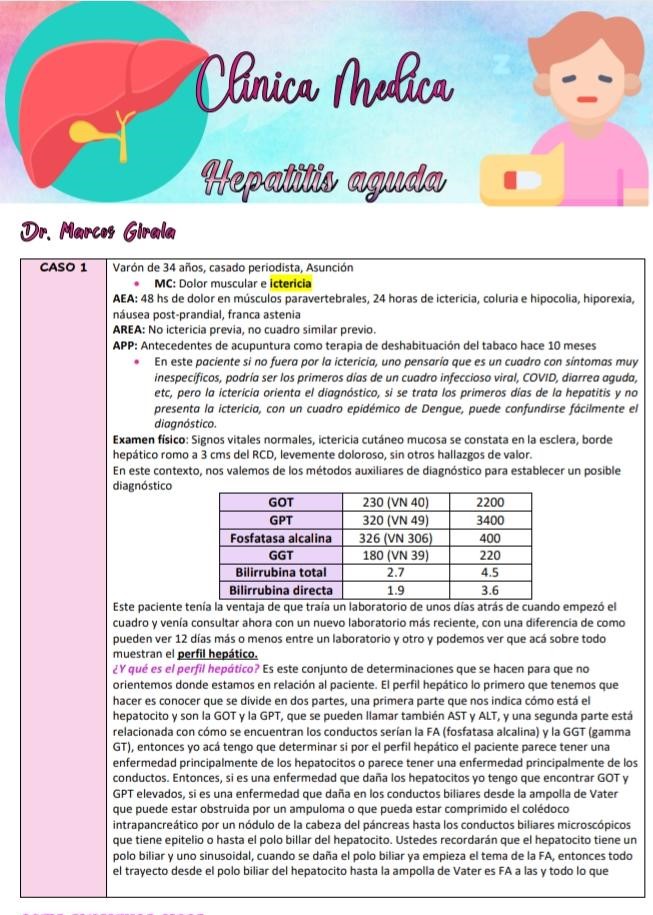 Clinica Medica
Hepatitis aguda
Dr. Marcos Girala
CASO 1
Varón de 34 años, casado periodista, Asunción
• MC: Dolor muscular e ictericia
AEA: 48 hs de dolor en músculos paravertebrales, 24 horas de ictericia, coluria e hipocolia, hiporexia,
náusea post-prandial, franca astenia
AREA: No ictericia previa, no cuadro similar previo.
APP: Antecedentes de acupuntura como terapia de deshabituación del tabaco hace 10 meses
• En este paciente si no fuera por la ictericia, uno pensaría que es un cuadro con síntomas muy
inespecíficos, podría ser los primeros días de un cuadro infeccioso viral, COVID, diarrea aguda,
etc, pero la ictericia orienta el diagnóstico, si se trata los primeros días de la hepatitis y no
presenta la ictericia, con un cuadro epidémico de Dengue, puede confundirse fácilmente el
diagnóstico.
Examen físico: Signos vitales normales, ictericia cutáneo mucosa se constata en la esclera, borde
hepático romo a 3 cms del RCD, levemente doloroso, sin otros hallazgos de valor.
En este contexto, nos valemos de los métodos auxiliares de diagnóstico para establecer un posible
diagnóstico
GOT 230 (VN 40) 2200
GPT 320 (VN 49) 3400
Fosfatasa alcalina 326 (VN 306) 400
GGT 180 (VN 39) 220
Bilirrubina total 2.7 4.5
Bilirrubina directa 1.9 3.6
Este paciente tenía la ventaja de que traía un laboratorio de unos días atrás de cuando empezó el
cuadro y venía consultar ahora con un nuevo laboratorio más reciente, con una diferencia de como
pueden ver 12 días más o menos entre un laboratorio y otro y podemos ver que acá sobre todo
muestran el perfil hepático.
¿Y qué es el perfil hepático? Es este conjunto de determinaciones que se hacen para que no
orientemos donde estamos en relación al paciente. El perfil hepático lo primero que tenemos que
hacer es conocer que se divide en dos partes, una primera parte que nos indica cómo está el
hepatocito y son la GOT y la GPT, que se pueden llamar también AST y ALT, y una segunda parte está
relacionada con cómo se encuentran los conductos serían la FA (fosfatasa alcalina) y la GGT (gamma
GT), entonces yo acá tengo que determinar si por el perfil hepático el paciente parece tener una
enfermedad principalmente de los hepatocitos o parece tener una enfermedad principalmente de los
conductos. Entonces, si es una enfermedad que daña los hepatocitos yo tengo que encontrar GOT y
GPT elevados, si es una enfermedad que daña en los conductos biliares desde la ampolla de Vater
que puede estar obstruida por un ampuloma o que pueda estar comprimido el colédoco
intrapancreático por un nódulo de la cabeza del páncreas hasta los conductos biliares microscópicos
que tiene epitelio o hasta el polo billar del hepatocito. Ustedes recordarán que el hepatocito tiene un
polo biliar y uno sinusoidal, cuando se daña el polo biliar ya empieza el tema de la FA, entonces todo
el trayecto desde el polo biliar del hepatocito hasta la ampolla de Vater es FA a las y todo lo que